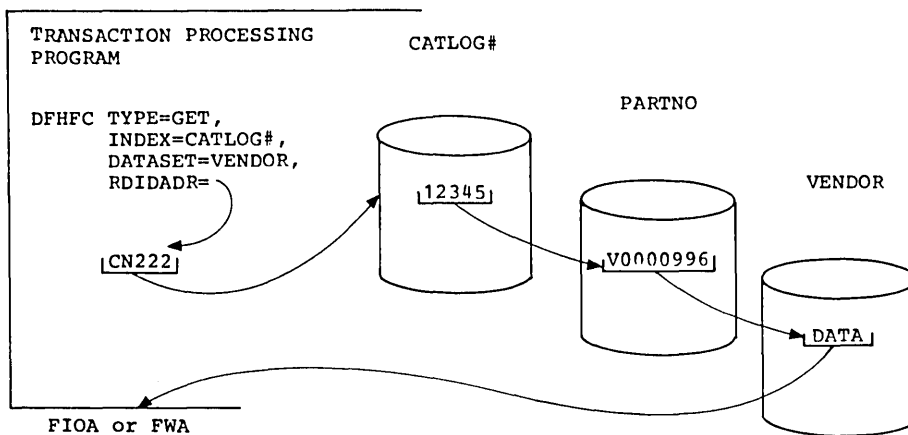 TRANSACTION PROCESSING
PROGRAM
DFHFC TYPE=GET,
INDEX=CATLOG#,
DATASET=VENDOR,
RDIDADR=
CN222
CATLOG#
12345
PARTNO
V0000996
VENDOR
DATA
FIOA or FWA